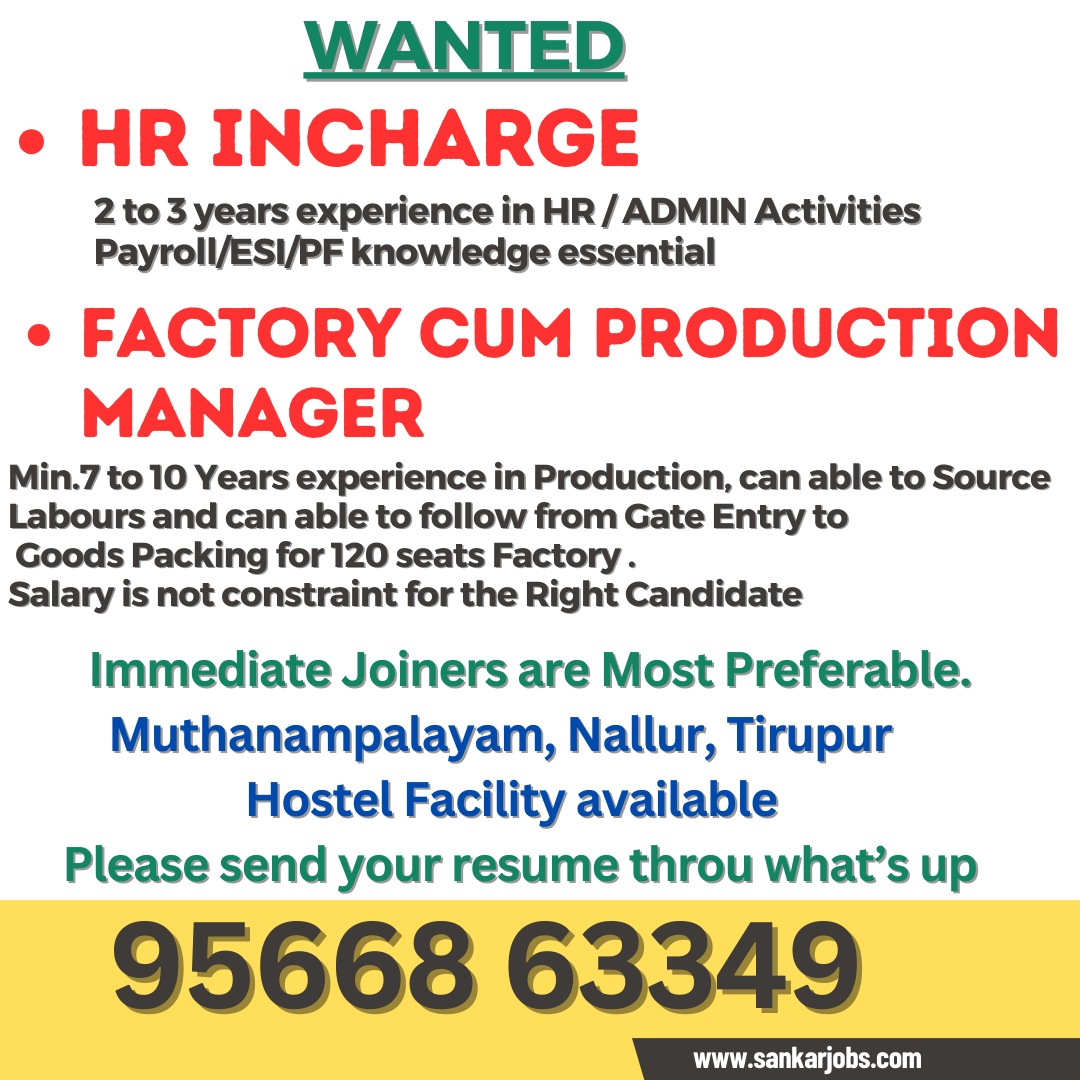 WANTED
• HR INCHARGE
2 to 3 years experience in HR / ADMIN Activities
Payroll/ESI/PF knowledge essential
• FACTORY CUM PRODUCTION
MANAGER
Min.7 to 10 Years experience in Production, can able to Source
Labours and can able to follow from Gate Entry to
Goods Packing for 120 seats Factory .
Salary is not constraint for the Right Candidate
Immediate Joiners are Most Preferable.
Muthanampalayam, Nallur, Tirupur
Hostel Facility available
Please send your resume throu what’s up
95668 63349
www.sankarjobs.com